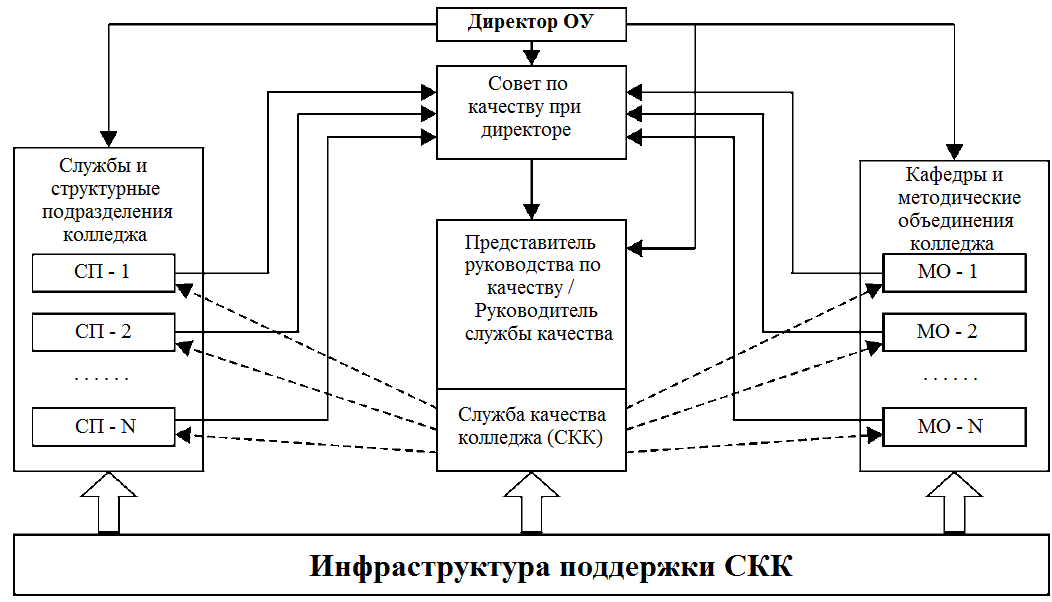 Директор ОУ
Совет по
качеству при
директоре
Службы и
структурные
подразделения
колледжа
СП - 1
СП - 2
. . . . . .
СП - N
Представитель
руководства по
качеству /
Руководитель
службы качества
Служба качества
колледжа (СКК)
Кафедры и
методические
объединения
колледжа
МО - 1
МО - 2
. . . . . .
МО - N
Инфраструктура поддержки СКК